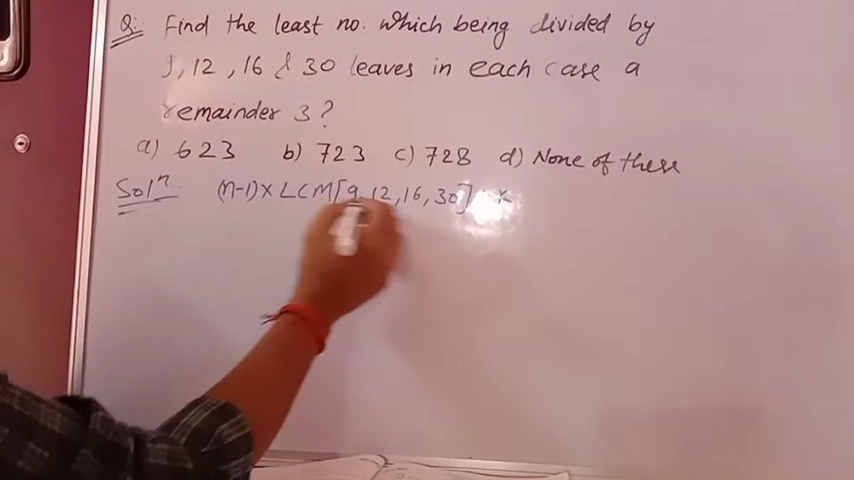 Q: Find the least no. which being divided by
9,12,16 & 30 leaves in each case a
remainder 3?
a) 623 b) 723 c) 728 d) None of these
Solⁿ (n-1)×LCM[9,12,16,30]+K